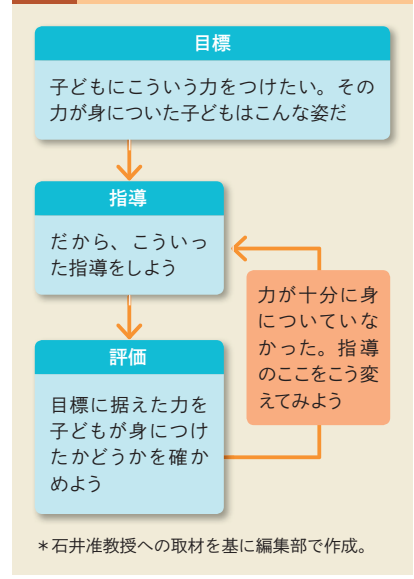 目標
子どもにこういう力をつけたい。その
力が身についた子どもはこんな姿だ
指導
だから、こういっ
た指導をしよう
力が十分に身
についていな
かった。指導
のここをこう変
えてみよう
評価
目標に据えた力を
子どもが身につけ
たかどうかを確か
めよう
＊石井准教授への取材を基に編集部で作成。